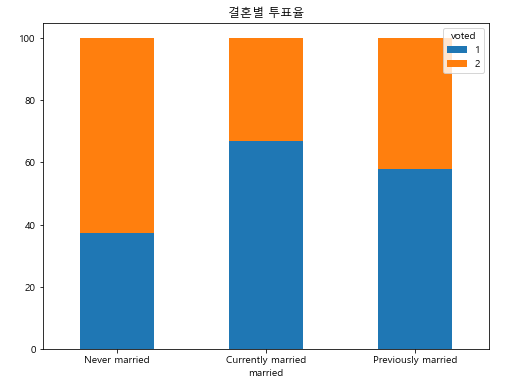 결혼별 투표율
voted
1
2
100
80
60
40
20
0
Never married
Currently married
Previously married
married